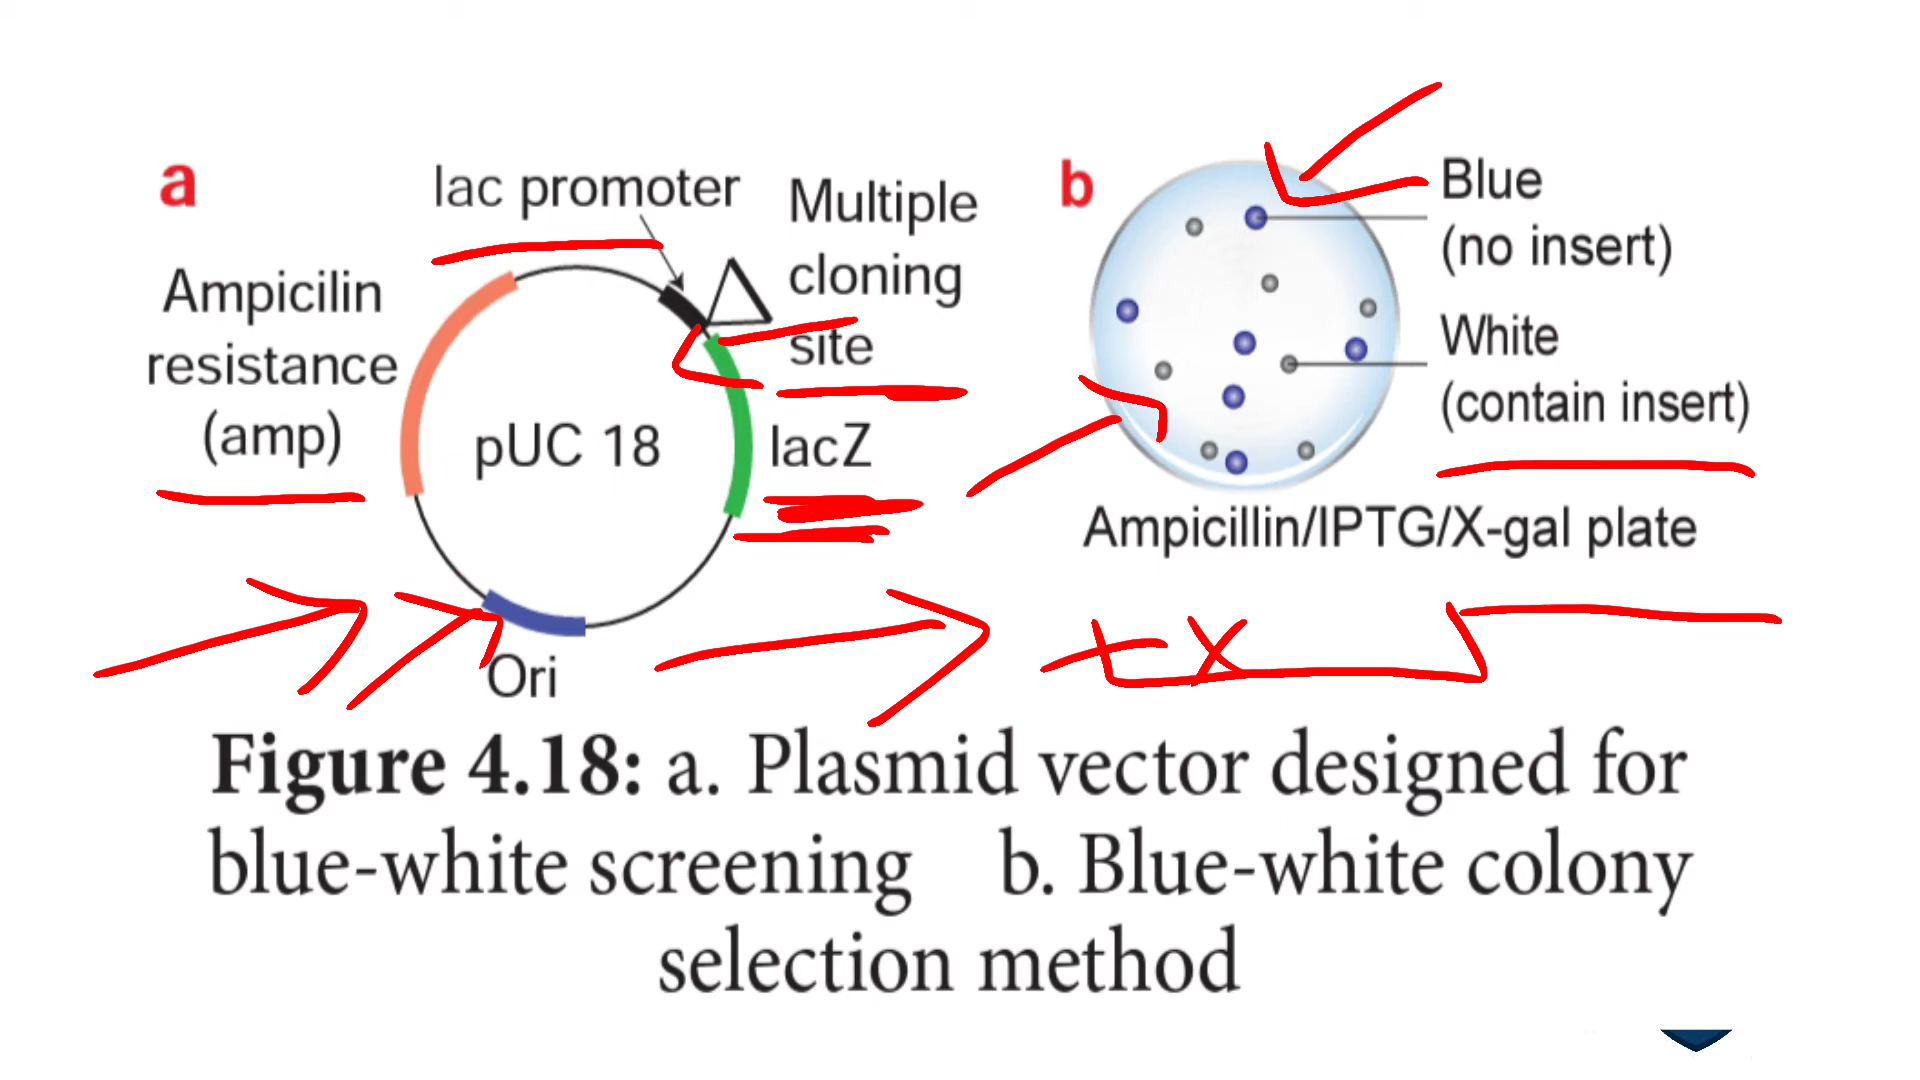 a
lac promoter
Multiple
cloning
site
Ampicilin
resistance
(amp)
pUC 18
lacZ
Ori
b
Blue
(no insert)
White
(contain insert)
Ampicillin/IPTG/X-gal plate
Figure 4.18: a. Plasmid vector designed for
blue-white screening b. Blue-white colony
selection method